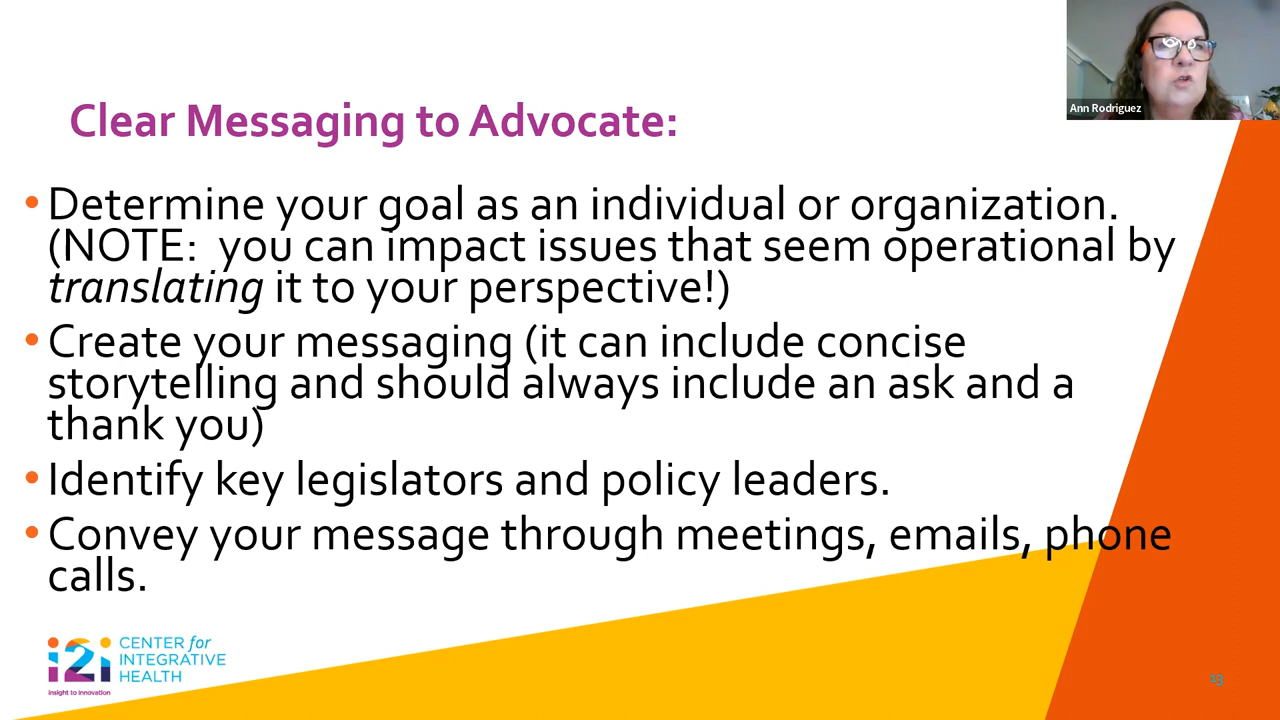 Ann Rodriguez
Clear Messaging to Advocate:
• Determine your goal as an individual or organization.
(NOTE:  you can impact issues that seem operational by
translating it to your perspective!)
• Create your messaging (it can include concise
storytelling and should always include an ask and a
thank you)
• Identify key legislators and policy leaders.
• Convey your message through meetings, emails, phone
calls.
i2i
CENTER for
INTEGRATIVE
HEALTH
insight to innovation
13